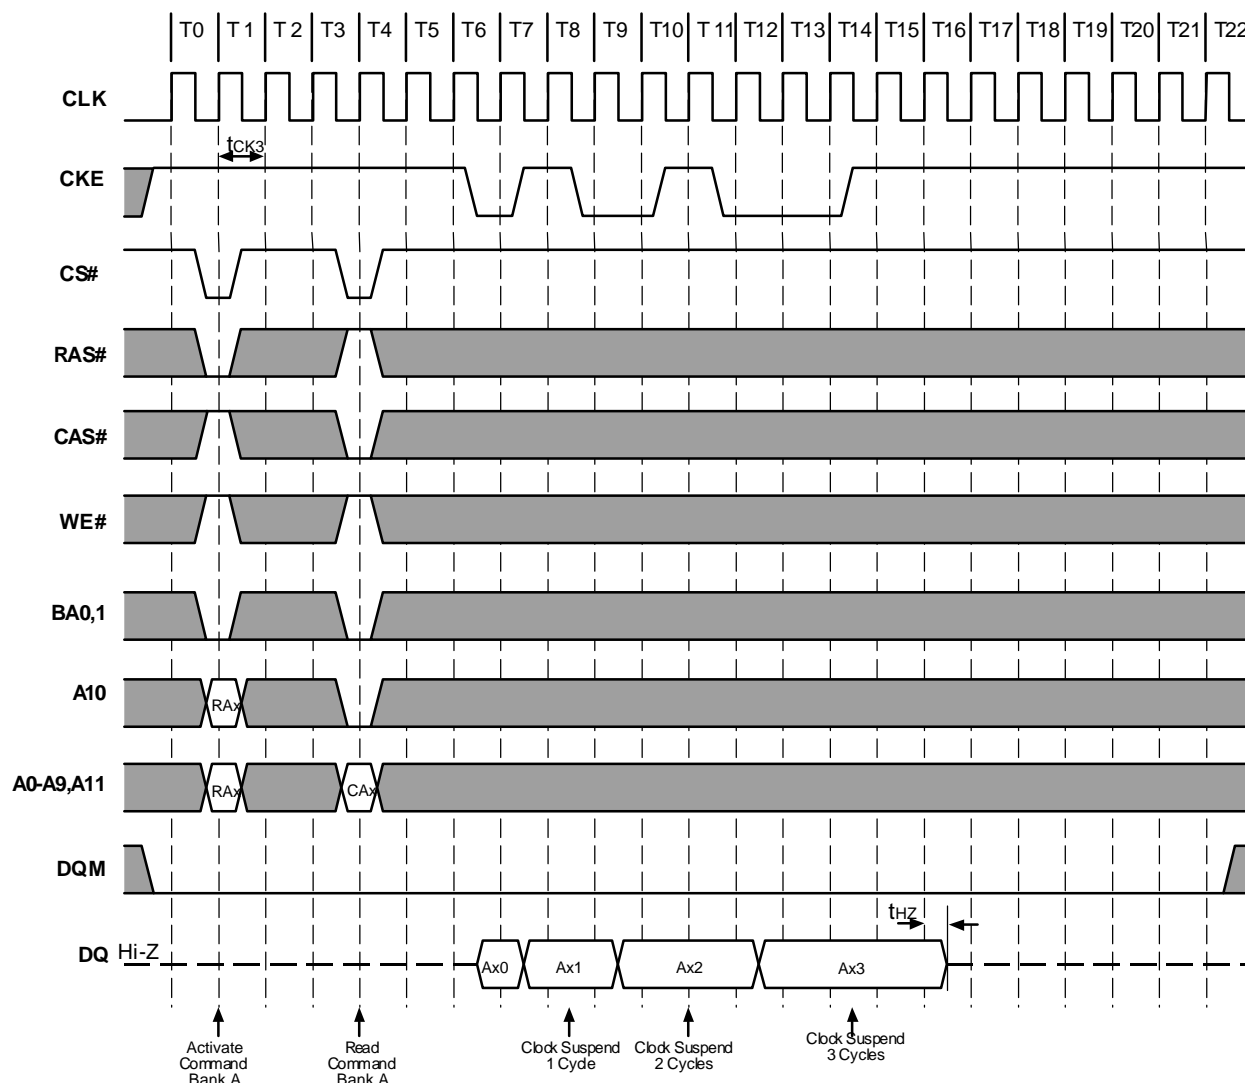 T0 T1 T2 T3 T4 T5 T6 T7 T8 T9 T10 T11 T12 T13 T14 T15 T16 T17 T18 T19 T20 T21 T22
CLK
tCK3
CKE
CS#
RAS#
CAS#
WE#
BA0,1
A10
RAx
A0-A9,A11
RAx CAx
DQM
tHZ
DQ Hi-Z
Ax0 Ax1 Ax2 Ax3
Activate
Command
Bank A
Read
Command
Bank A
Clock Suspend
1 Cycle
Clock Suspend
2 Cycles
Clock Suspend
3 Cycles